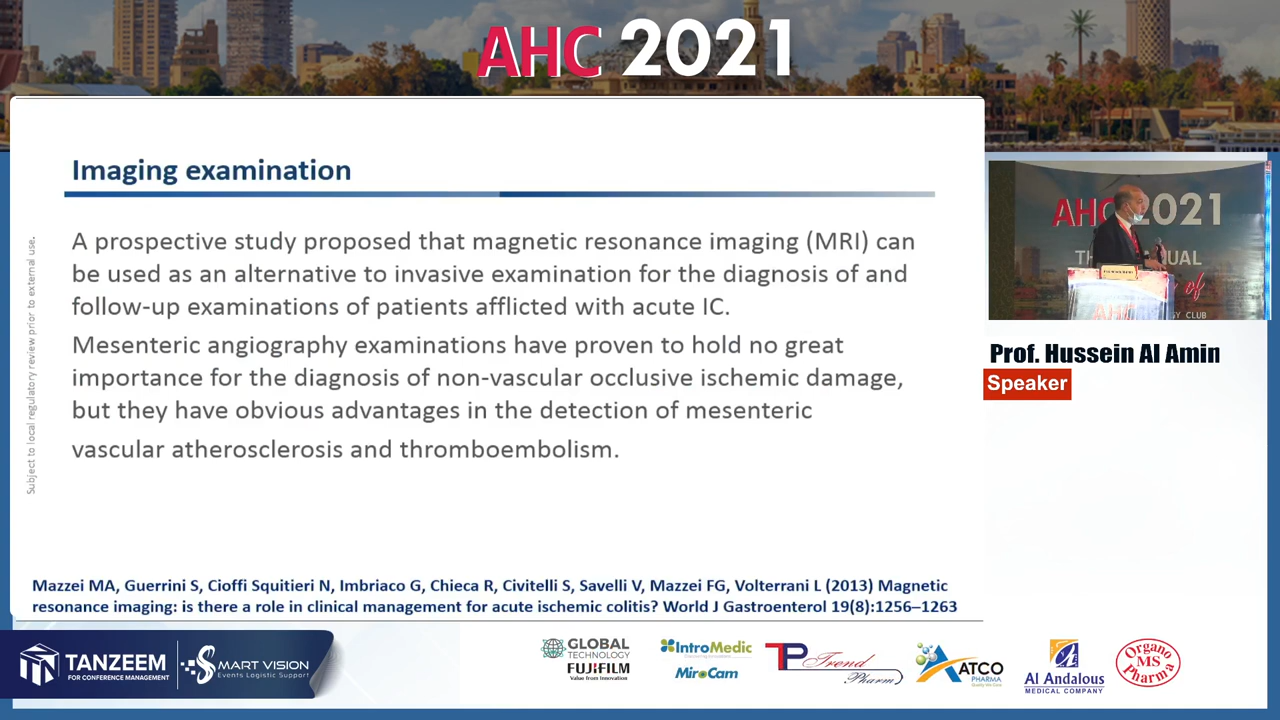 AHC 2021
Imaging examination
A prospective study proposed that magnetic resonance imaging (MRI) can
be used as an alternative to invasive examination for the diagnosis of and
follow-up examinations of patients afflicted with acute IC.
Mesenteric angiography examinations have proven to hold no great
importance for the diagnosis of non-vascular occlusive ischemic damage,
but they have obvious advantages in the detection of mesenteric
vascular atherosclerosis and thromboembolism.
Subject to local regulatory review prior to external use.
Mazzei MA, Guerrini S, Cioffi Squitieri N, Imbriaco G, Chieca R, Civitelli S, Savelli V, Mazzei FG, Volterrani L (2013) Magnetic
resonance imaging: is there a role in clinical management for acute ischemic colitis? World J Gastroenterol 19(8):1256–1263
AHC 2021
ANNUAL
of
CLUB
Prof. Hussein Al Amin
Speaker
TANZEEM
FOR CONFERENCE MANAGEMENT
SMART VISION
Events Logistic Support
GLOBAL
TECHNOLOGY
FUJIFILM
Value from Innovation
IntroMedic
MiroCam
TP Trend
Pharm
ATCO
PHARMA
Al Andalous
MEDICAL COMPANY
Organo
MS
Pharma